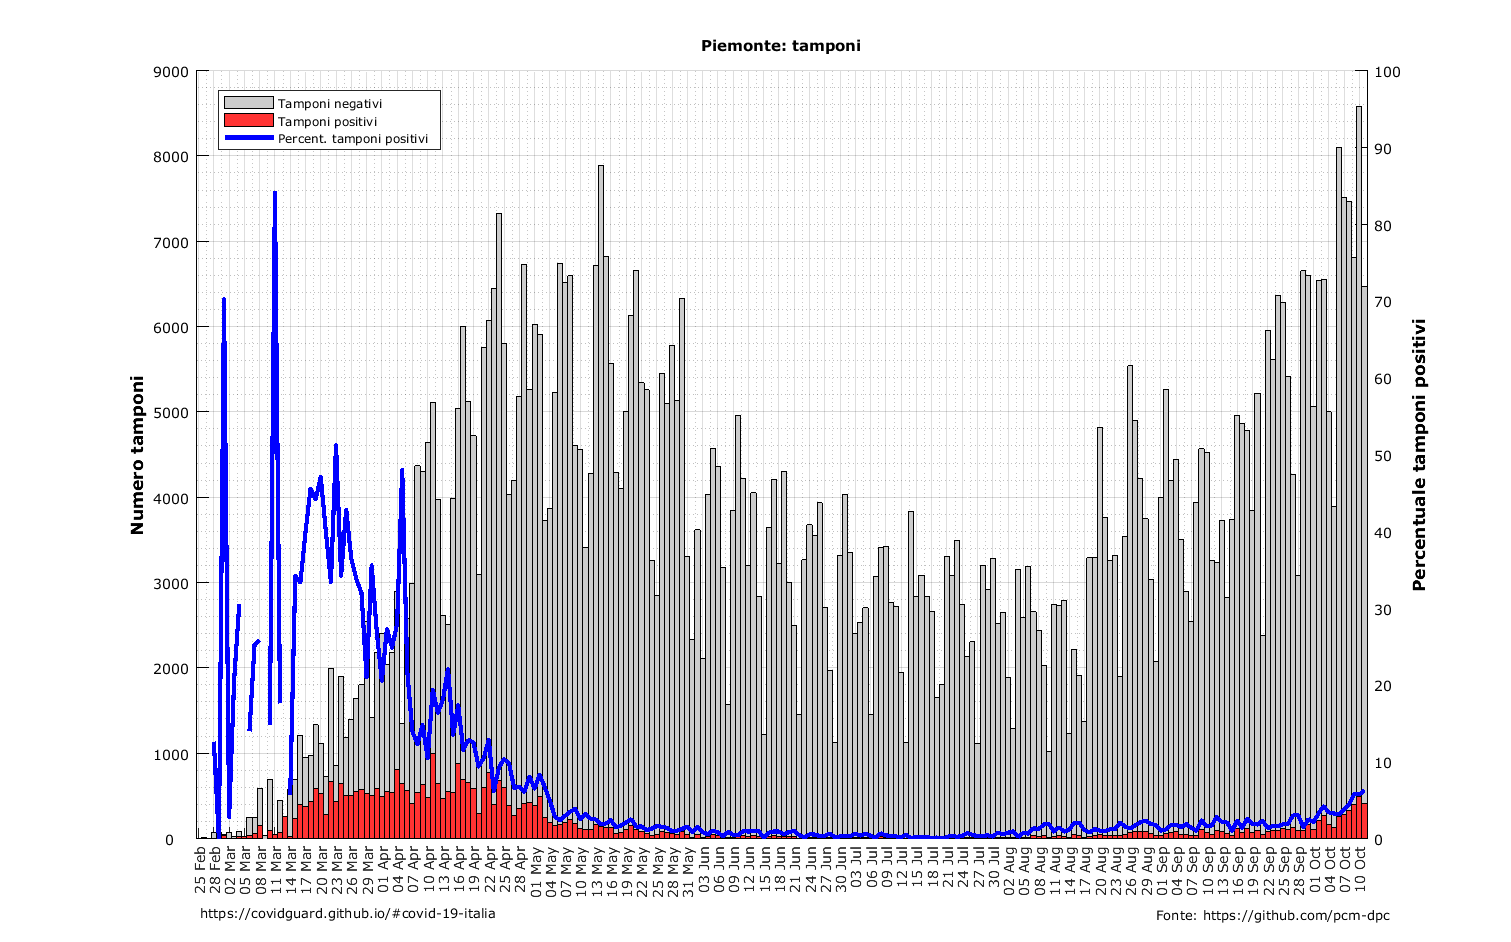 Piemonte: tamponi
Tamponi negativi
Tamponi positivi
Percent. tamponi positivi
Numero tamponi
9000
8000
7000
6000
5000
4000
3000
2000
1000
0
100
90
80
70
60
50
40
30
20
10
0
Percentuale tamponi positivi
25 Feb
28 Feb
02 Mar
05 Mar
08 Mar
11 Mar
14 Mar
17 Mar
20 Mar
23 Mar
26 Mar
29 Mar
01 Apr
04 Apr
07 Apr
10 Apr
13 Apr
16 Apr
19 Apr
22 Apr
25 Apr
28 Apr
01 May
04 May
07 May
10 May
13 May
16 May
19 May
22 May
25 May
28 May
31 May
03 Jun
06 Jun
09 Jun
12 Jun
15 Jun
18 Jun
21 Jun
24 Jun
27 Jun
30 Jun
03 Jul
06 Jul
09 Jul
12 Jul
15 Jul
18 Jul
21 Jul
24 Jul
27 Jul
30 Jul
02 Aug
05 Aug
08 Aug
11 Aug
14 Aug
17 Aug
20 Aug
23 Aug
26 Aug
29 Aug
01 Sep
04 Sep
07 Sep
10 Sep
13 Sep
16 Sep
19 Sep
22 Sep
25 Sep
28 Sep
01 Oct
04 Oct
07 Oct
10 Oct
https://covidguard.github.io/#covid-19-italia
Fonte: https://github.com/pcm-dpc